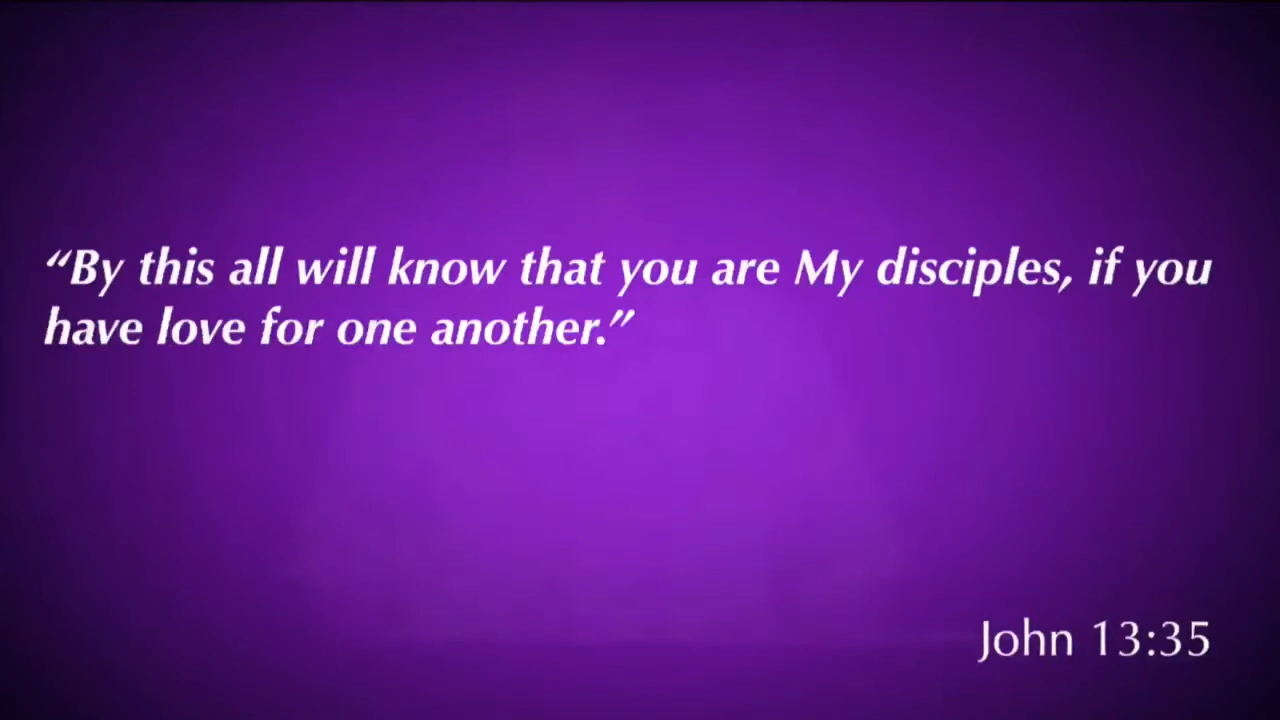 “By this all will know that you are My disciples, if you
have love for one another.”
John 13:35